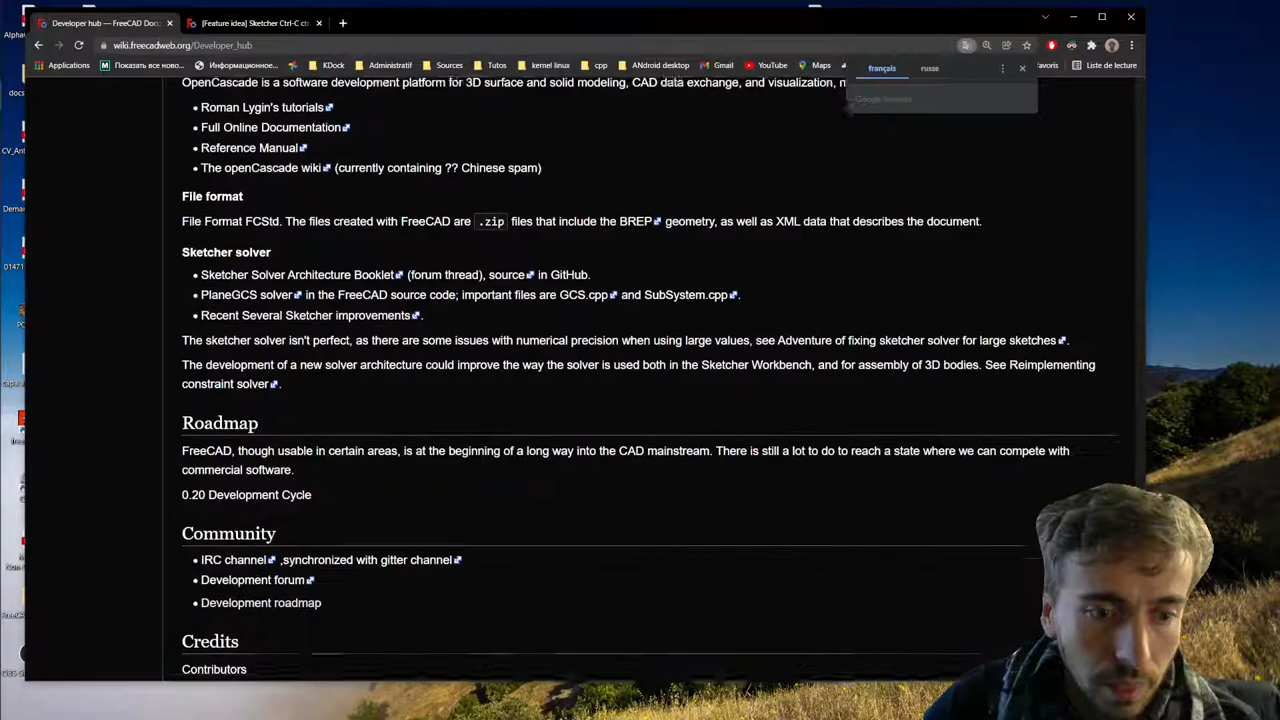 Developer hub — FreeCAD Docu
[Feature idea] Sketcher Ctrl-C ct
wiki.freecadweb.org/Developer_hub
Applications
Показать все ново...
Информационное...
KDock
Administratif
Sources
Tutos
kernel linux
cpp
ANdroid desktop
Gmail
YouTube
Maps
Favoris
Liste de lecture
français
russe
OpenCascade is a software development platform for 3D surface and solid modeling, CAD data exchange, and visualization,
• Roman Lygin's tutorials
• Full Online Documentation
• Reference Manual
• The openCascade wiki (currently containing ?? Chinese spam)
File format
File Format FCStd. The files created with FreeCAD are .zip files that include the BREP geometry, as well as XML data that describes the document.
Sketcher solver
• Sketcher Solver Architecture Booklet (forum thread), source in GitHub.
• PlaneGCS solver in the FreeCAD source code; important files are GCS.cpp and SubSystem.cpp.
• Recent Several Sketcher improvements.
The sketcher solver isn't perfect, as there are some issues with numerical precision when using large values, see Adventure of fixing sketcher solver for large sketches.
The development of a new solver architecture could improve the way the solver is used both in the Sketcher Workbench, and for assembly of 3D bodies. See Reimplementing
constraint solver.
Roadmap
FreeCAD, though usable in certain areas, is at the beginning of a long way into the CAD mainstream. There is still a lot to do to reach a state where we can compete with
commercial software.
0.20 Development Cycle
Community
• IRC channel ,synchronized with gitter channel
• Development forum
• Development roadmap
Credits
Contributors